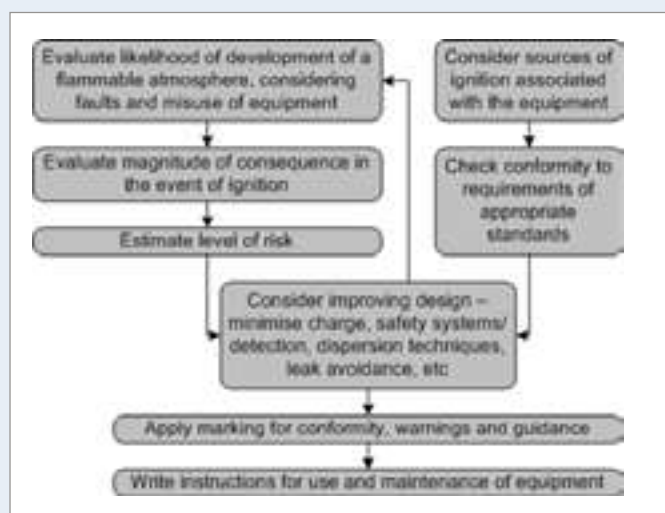 Evaluate likelihood of development of a
flammable atmosphere, considering
faults and misuse of equipment
Consider sources of
ignition associated
with the equipment
Evaluate magnitude of consequence in
the event of ignition
Check conformity to
requirements of
appropriate
standards
Estimate level of risk
Consider improving design –
minimise charge, safety systems/
detection, dispersion techniques,
leak avoidance, etc
Apply marking for conformity, warnings and guidance
Write instructions for use and maintenance of equipment